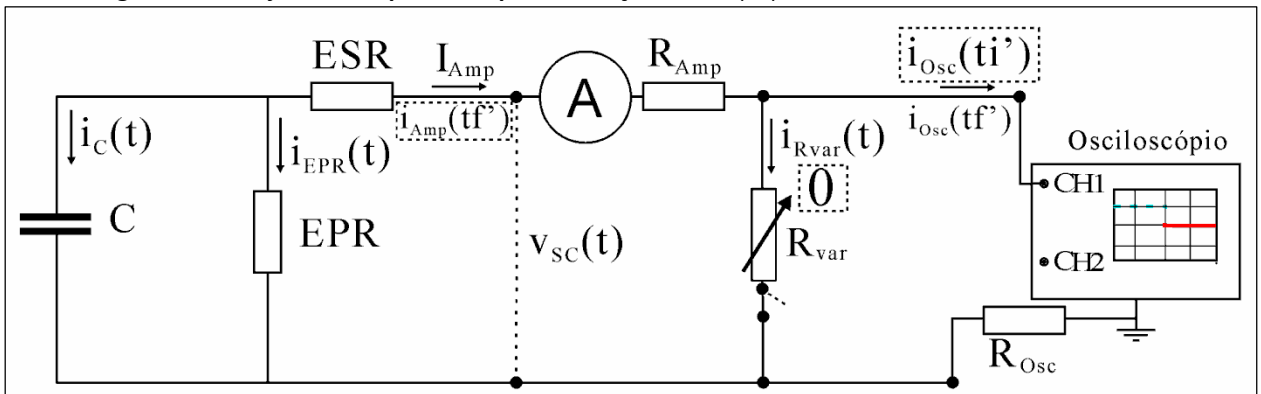 ESR
I_Amp
R_Amp
i_Osc(ti’)
i_C(t)
i_EPR(t)
i_Amp(tf’)
A
i_Rvar(t)
i_Osc(tf’)
Osciloscópio
0
CH1
C
EPR
v_SC(t)
R_var
CH2
R_Osc